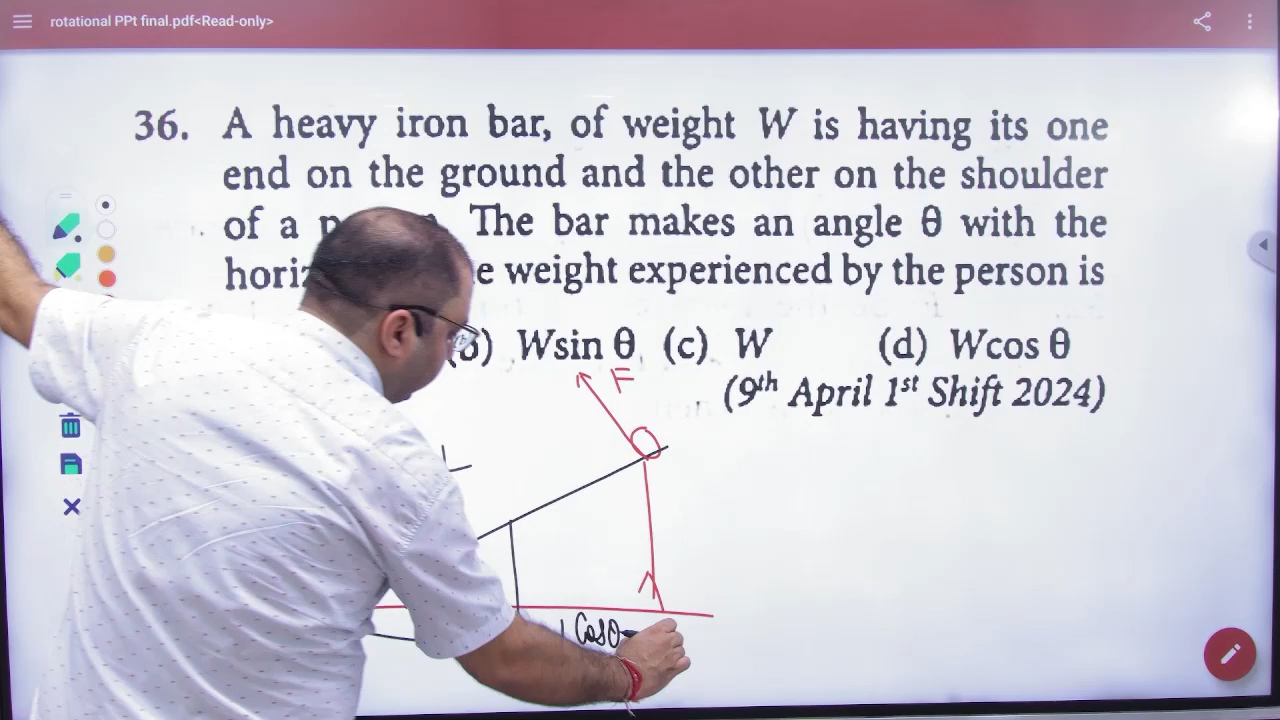 rotational PPt final.pdf<Read-only>
36. A heavy iron bar, of weight W is having its one
end on the ground and the other on the shoulder
of a The bar makes an angle θ with the
weight experienced by the person is
Wsin θ (c) W (d) Wcos θ
(9th April 1st Shift 2024)
F
L
Cosθ